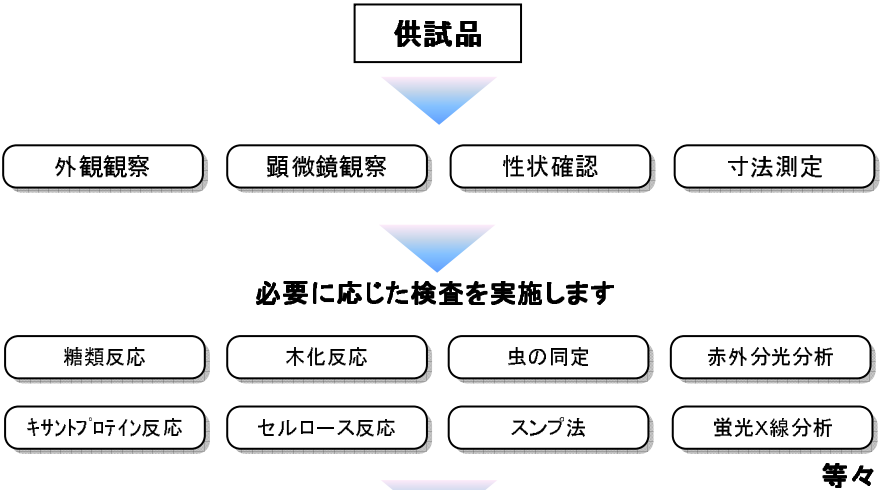 供試品
外観観察 顕微鏡観察 性状確認 寸法測定
必要に応じた検査を実施します
糖類反応 木化反応 虫の同定 赤外分光分析
ｷｻﾝﾄﾌﾟﾛﾃｲﾝ反応 セルロース反応 スンプ法 蛍光X線分析
等々